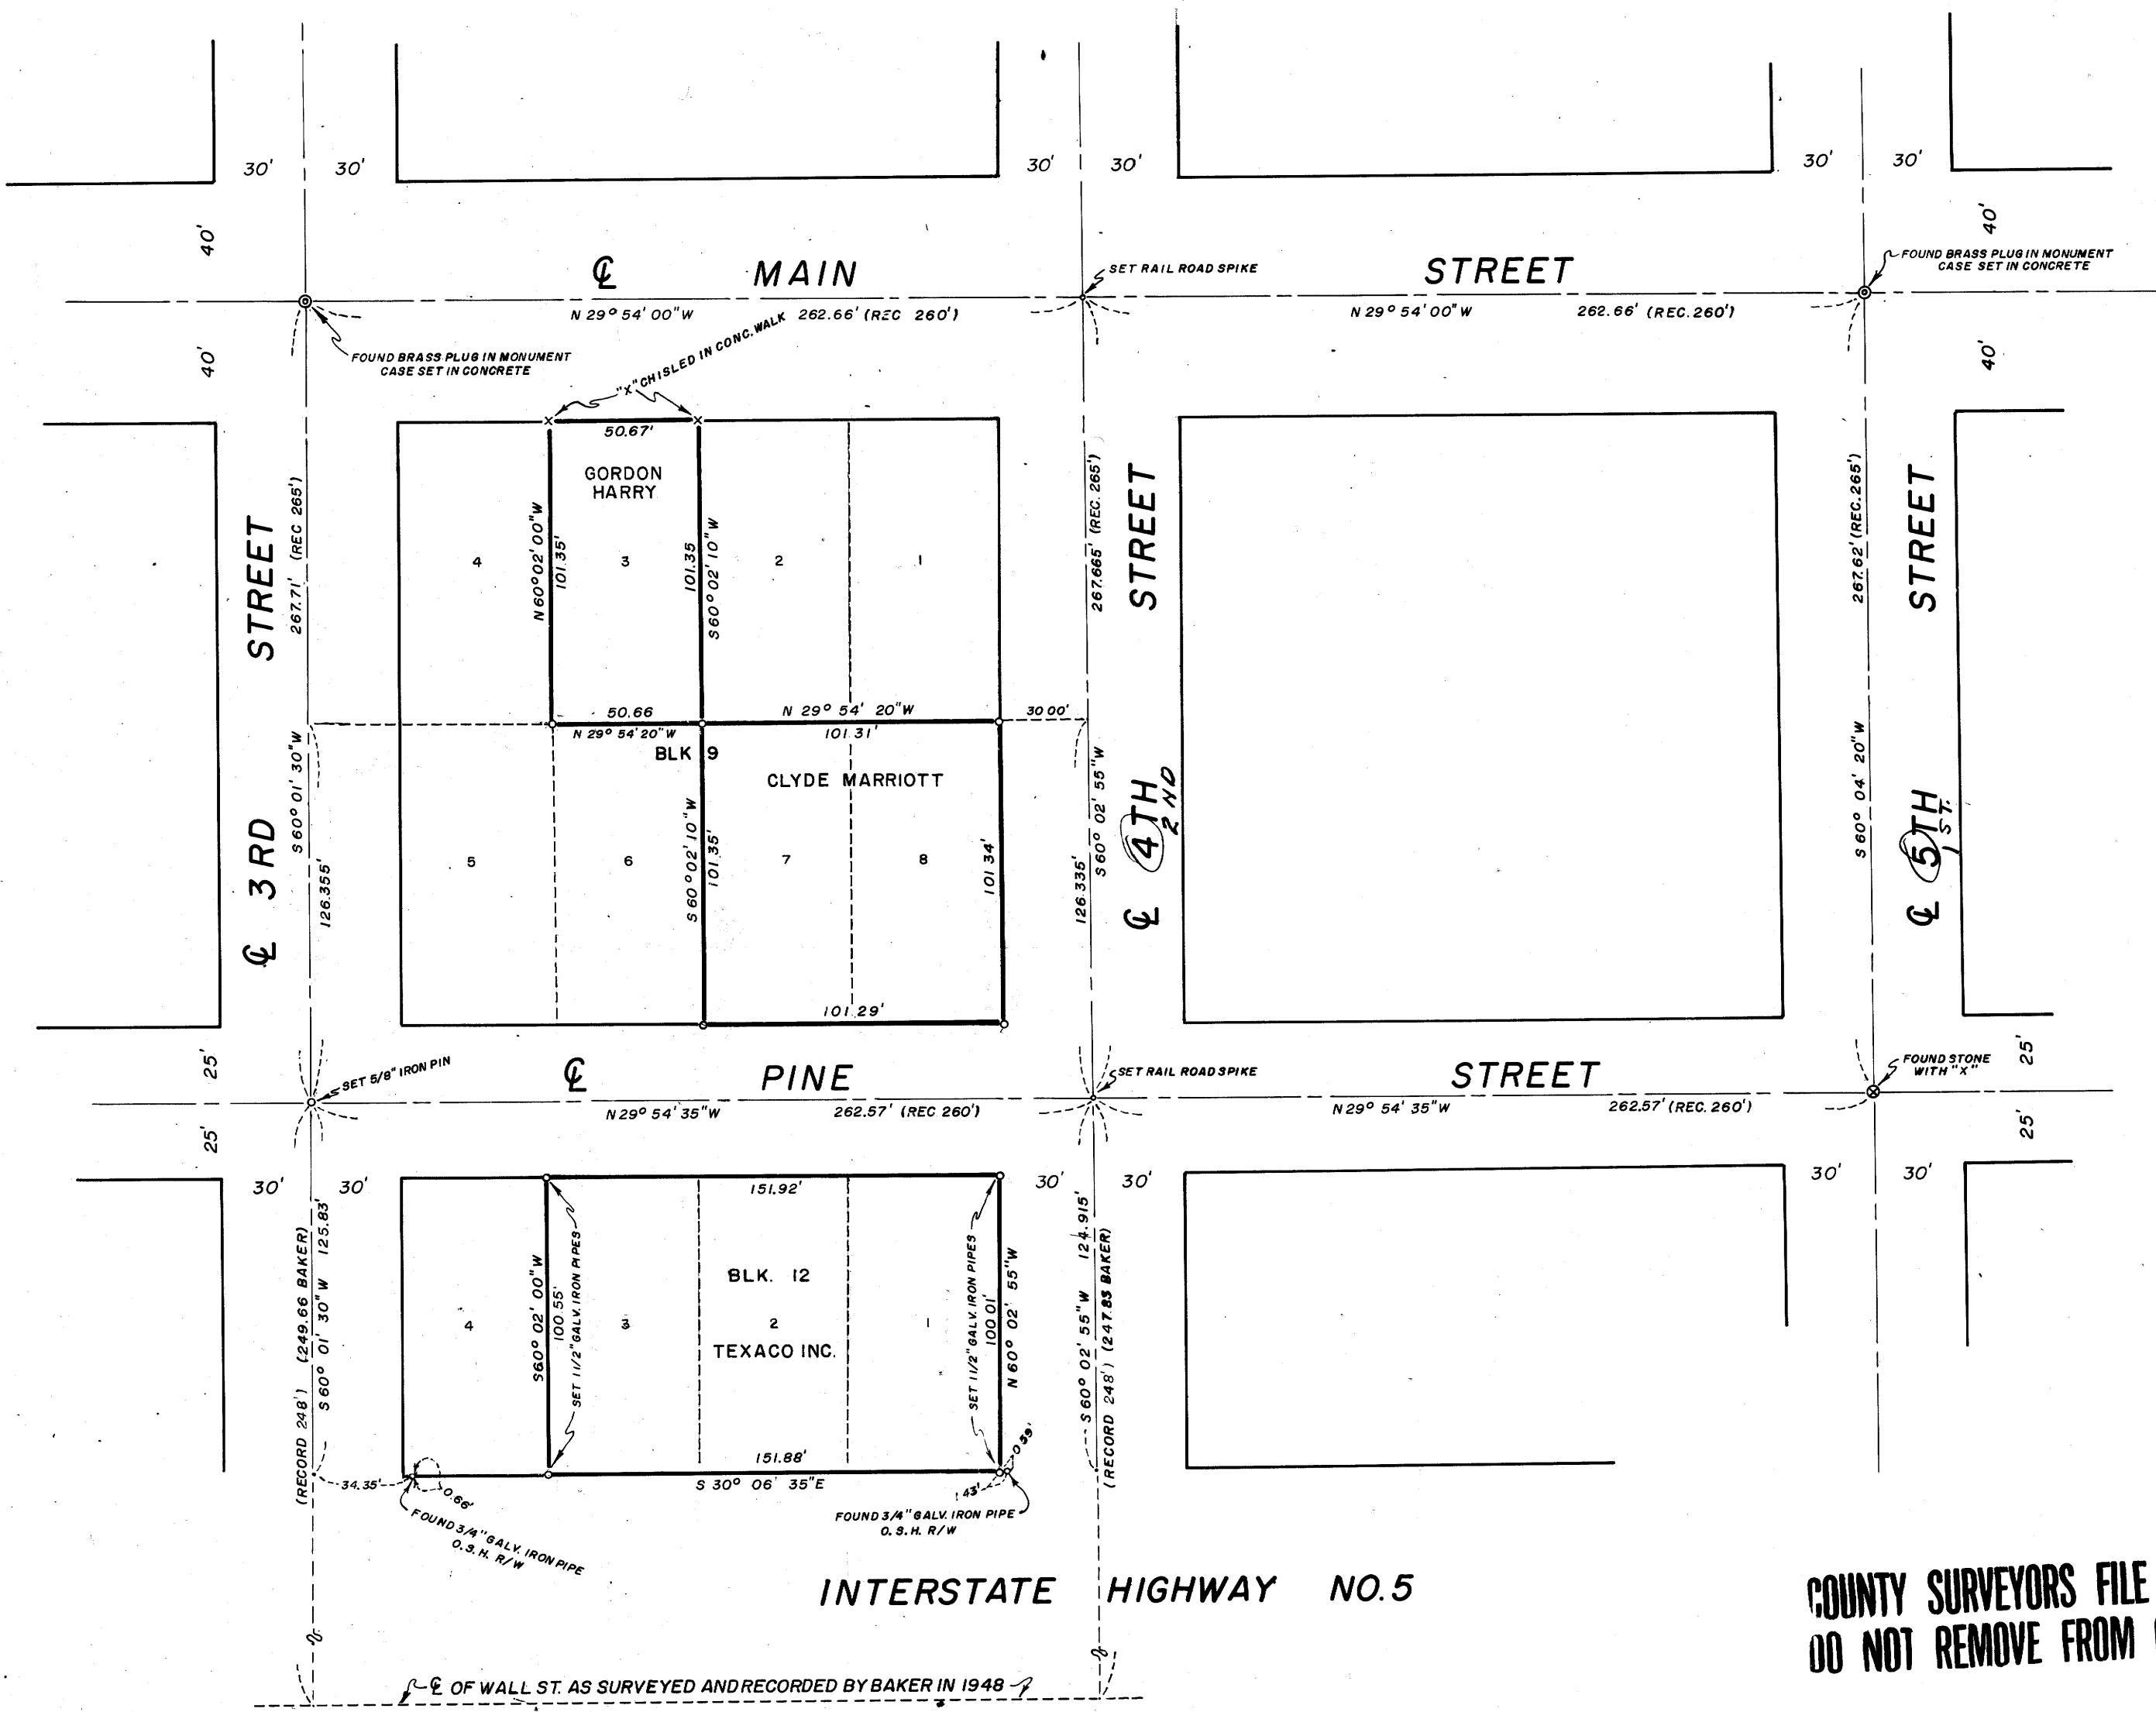 30' 30' 30' 30' 30' 30'
40' 40'
℄ MAIN STREET
SET RAIL ROAD SPIKE
FOUND BRASS PLUG IN MONUMENT
CASE SET IN CONCRETE
N 29° 54' 00" W 262.66' (REC 260')
N 29° 54' 00" W 262.66' (REC. 260')
40' 40'
FOUND BRASS PLUG IN MONUMENT
CASE SET IN CONCRETE
"X" CHISLED IN CONC. WALK
50.67'
GORDON
HARRY
N 60° 02' 00" W
101.35'
101.35
S 60° 02' 10" W
4 3 2 1
℄ 3RD STREET
267.71' (REC 265')
S 60° 01' 30" W
126.355'
267.665' (REC. 265')
S 60° 02' 55" W
126.335'
℄ 4TH STREET
2 ND
267.62' (REC. 265')
S 60° 04' 20" W
℄ 5TH STREET
1 ST.
50.66
N 29° 54' 20" W
N 29° 54' 20" W
101.31'
30 00'
BLK 9
CLYDE MARRIOTT
S 60° 02' 10" W
101.35'
101 34'
5 6 7 8
101.29'
25' 25'
SET 5/8" IRON PIN
℄ PINE STREET
SET RAIL ROAD SPIKE
FOUND STONE
WITH "X"
N 29° 54' 35" W 262.57' (REC 260')
N 29° 54' 35" W 262.57' (REC. 260')
25' 25'
30' 30' 30' 30' 30' 30'
151.92'
(RECORD 248') (249.66 BAKER)
S 60° 01' 30" W 125.83'
S 60° 02' 00" W
100.55'
SET 1 1/2" GALV. IRON PIPES
BLK. 12
4 3 2 1
TEXACO INC.
SET 1 1/2" GALV. IRON PIPES
100 01'
N 60° 02' 55" W
S 60° 02' 55" W 124.915'
(RECORD 248') (247.83 BAKER)
151.88'
S 30° 06' 35" E
34.35'
0.66'
1 43'
0.59'
FOUND 3/4" GALV. IRON PIPE
O. S. H. R/W
FOUND 3/4" GALV. IRON PIPE
O. S. H. R/W
INTERSTATE HIGHWAY NO. 5
COUNTY SURVEYORS FILE
DO NOT REMOVE FROM
℄ OF WALL ST. AS SURVEYED AND RECORDED BY BAKER IN 1948